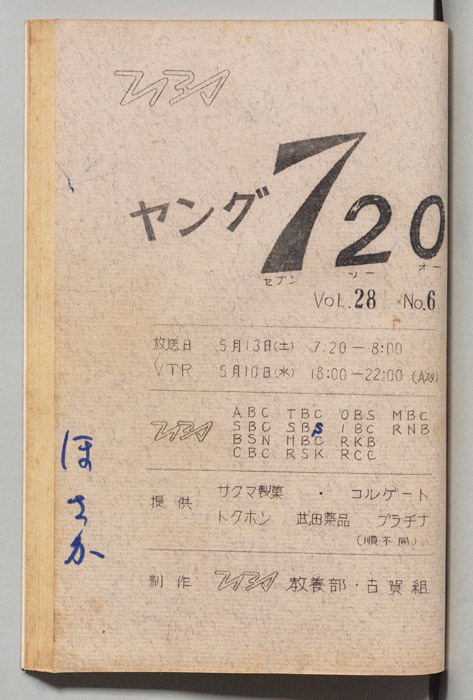 TBS
ヤング720
セブン ツー オー
VOL.28 No.6
放送日 5月13日(土) 7:20-8:00
VTR 5月10日(水) 18:00-22:00 (Aスタ)
TBS
ABC TBC OBS MBC
SBC SBS IBC RNB
BSN HBC RKB
CBC RSK RCC
提供 サクマ製菓 ・ コルゲート
トクホン 武田薬品 プラチナ
(順不同)
制作 TBS 教養部・古賀組
ほさか